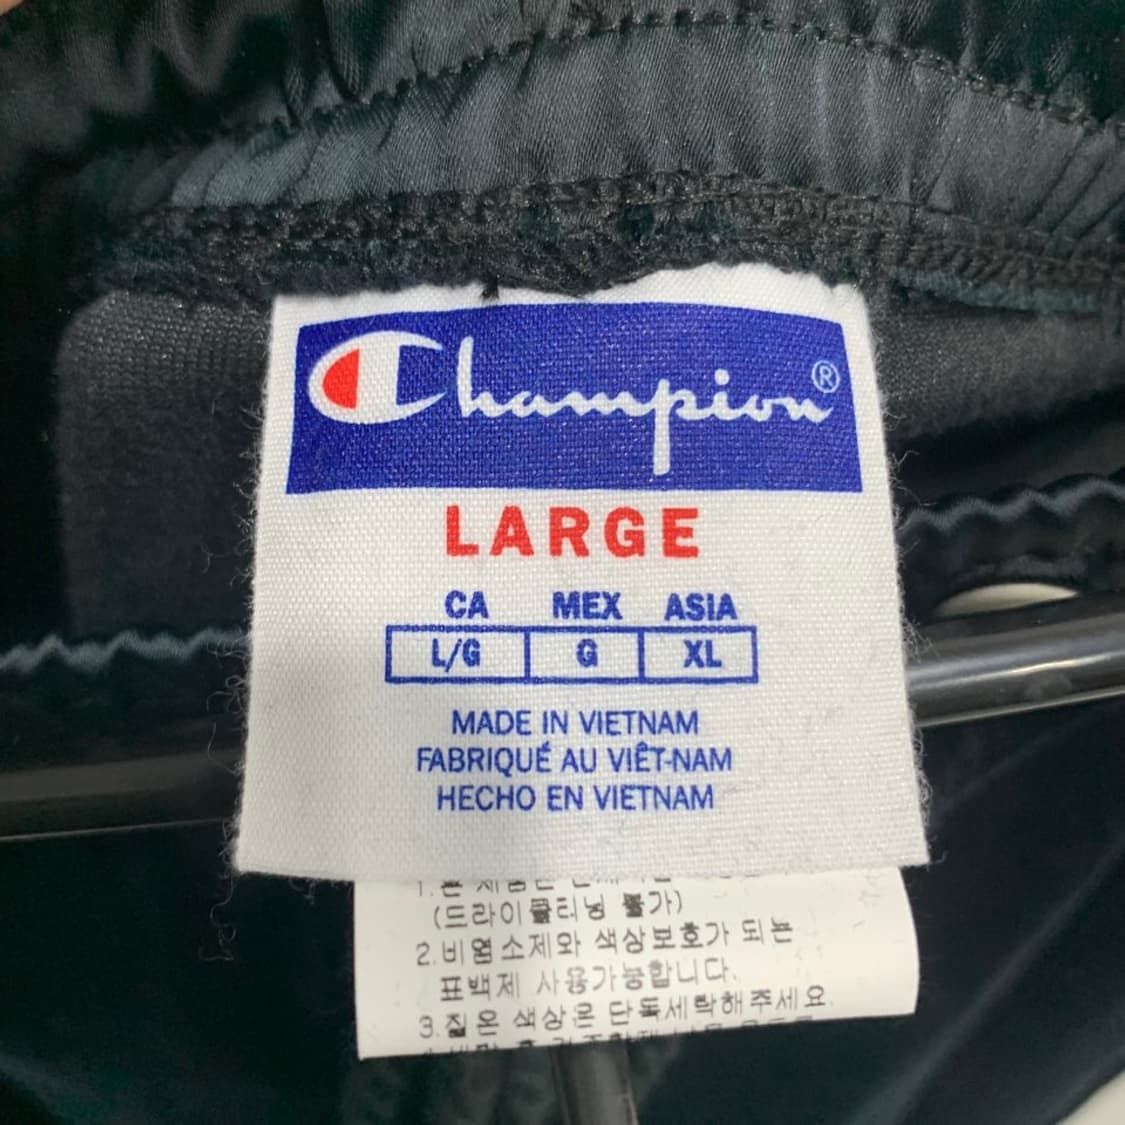 Champion®
LARGE
CA MEX ASIA
L/G G XL
MADE IN VIETNAM
FABRIQUÉ AU VIÊT-NAM
HECHO EN VIETNAM
1.
(드라이클리닝 불가)
2.비염소제와 색상보호가 되는
표백제 사용가능합니다.
3.짙은 색상은 단독세탁해주세요.